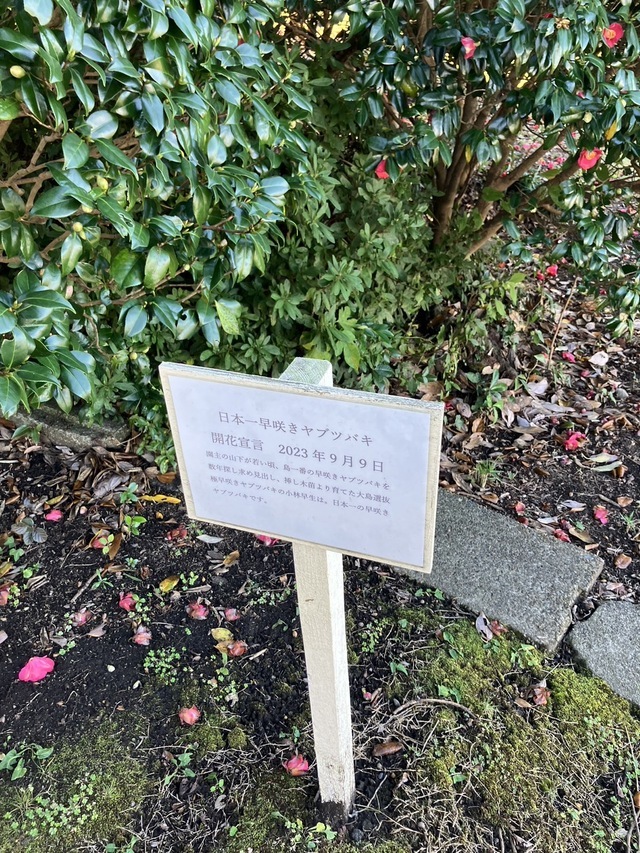 日本一早咲きヤブツバキ
開花宣言　2023年9月9日
園主の山下が若い頃、島一番の早咲きヤブツバキを
数年探し求め見出し、挿し木苗より育てた大島選抜
極早咲きヤブツバキの小林早生は。日本一の早咲き
ヤブツバキです。